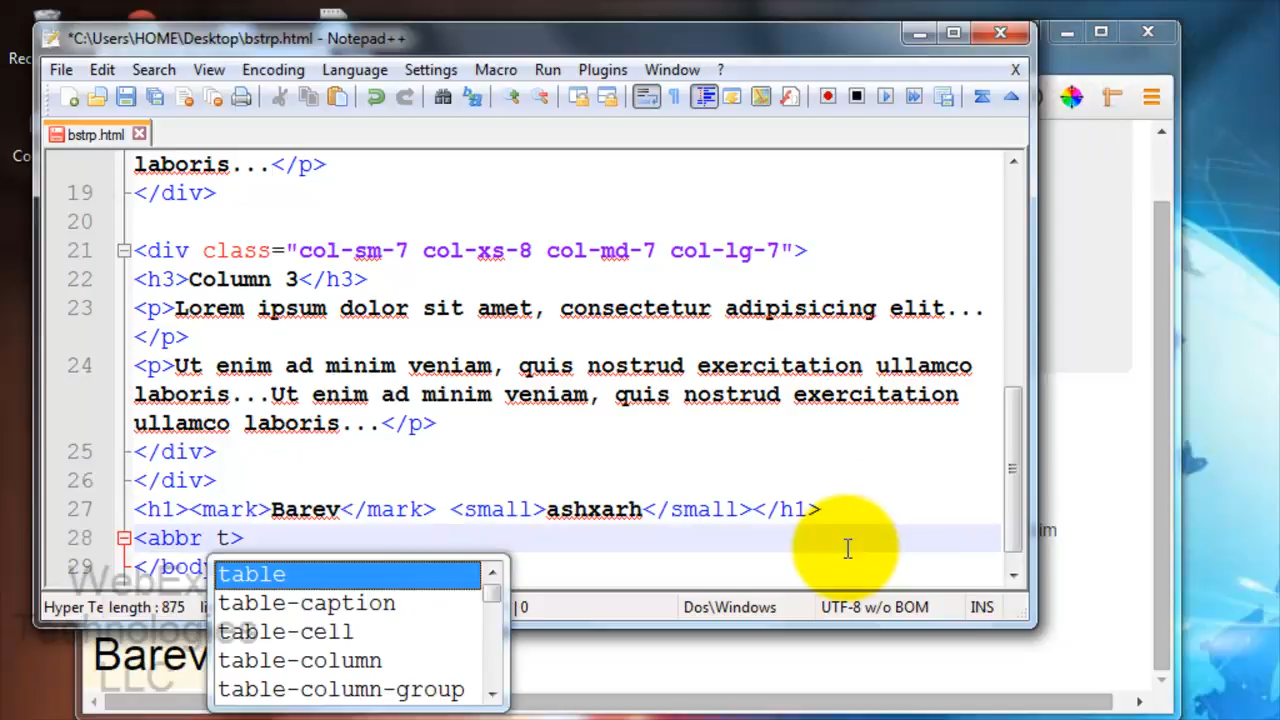 *C:\Users\HOME\Desktop\bstrp.html - Notepad++
File Edit Search View Encoding Language Settings Macro Run Plugins Window ? X
bstrp.html
laboris...</p>
19 </div>
20
21 <div class="col-sm-7 col-xs-8 col-md-7 col-lg-7">
22 <h3>Column 3</h3>
23 <p>Lorem ipsum dolor sit amet, consectetur adipisicing elit...
</p>
24 <p>Ut enim ad minim veniam, quis nostrud exercitation ullamco
laboris...Ut enim ad minim veniam, quis nostrud exercitation
ullamco laboris...</p>
25 </div>
26 </div>
27 <h1><mark>Barev</mark> <small>ashxarh</small></h1>
28 <abbr t>
29 </body
table
table-caption
table-cell
table-column
table-column-group
Hyper Te length : 875 Dos\Windows UTF-8 w/o BOM INS
Barev
LLC